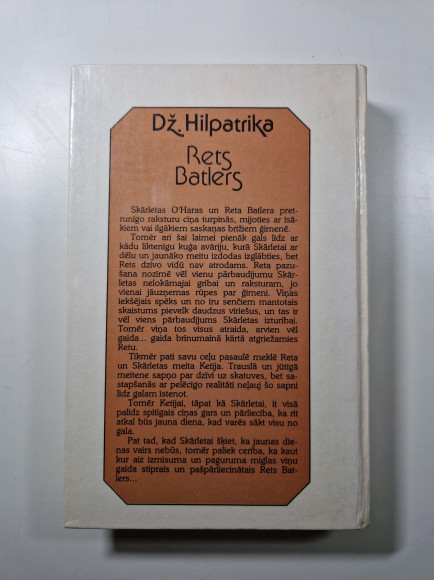 Dž. Hilpatrika
Rets
Batlers
Skārletas O'Haras un Reta Batlera pret-
runīgo raksturu cīņa turpinās, mijoties ar īsā-
kiem vai ilgākiem saskaņas brīžiem ģimenē.
Tomēr arī šai laimei pienāk gals līdz ar
kādu liktenīgu kuģa avāriju, kurā Skārletai ar
dēlu un jaunāko meitu izdodas izglābties, bet
Rets dzīvo vidū nav atrodams. Reta pazu-
šana nozīmē vēl vienu pārbaudījumu Skār-
letas nelokāmajai gribai un raksturam, jo
vienai jāuzņemas rūpes par ģimeni. Viņas
iekšējais spēks un no īru senčiem mantotais
skaistums pievelk daudzus vīriešus, un tas ir
vēl viens pārbaudījums Skārletas izturībai.
Tomēr viņa tos visus atraida, arvien vēl
gaida... gaida brīnumainā kārtā atgriežamies
Retu.
Tikmēr pati savu ceļu pasaulē meklē Reta
un Skārletas meita Ketija. Trauslā un jūtīgā
meitene sapņo par dzīvi uz skatuves, bet sa-
stapšanās ar pelēcīgo realitāti neļauj šo sapni
līdz galam īstenot.
Tomēr Ketijai, tāpat kā Skārletai, it visā
palīdz spītīgais cīņas gars un pārliecība, ka rīt
atkal būs jauna diena, kad varēs sākt visu no
gala.
Pat tad, kad Skārletai šķiet, ka jaunas die-
nas vairs nebūs, tomēr paliek cerība, ka kaut
kur aiz izmisuma un paguruma miglas viņu
gaida stiprais un pašpārliecinātais Rets Bat-
lers...